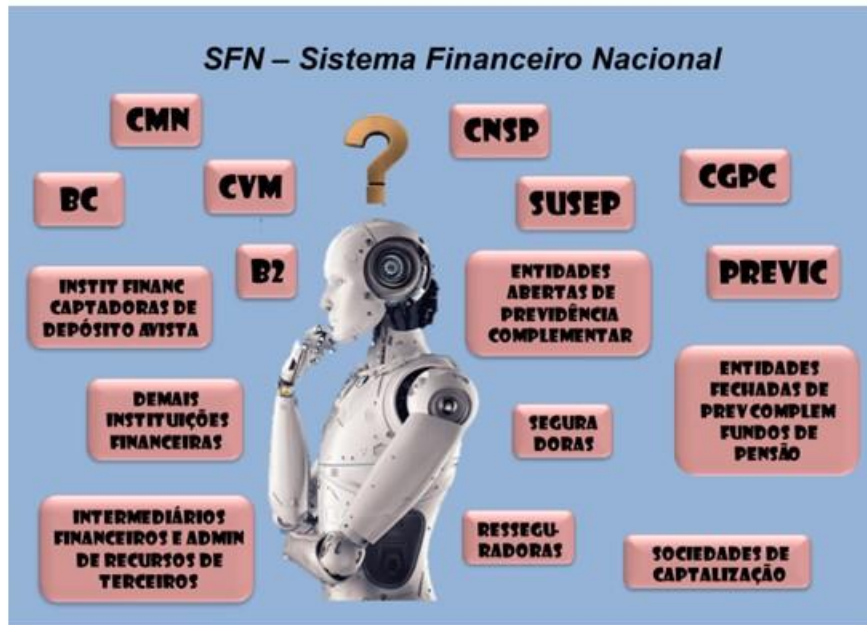 SFN – Sistema Financeiro Nacional
CMN
CNSP
CGPC
BC
CVM
SUSEP
B2
PREVIC
INSTIT FINANC
CAPTADORAS DE
DEPÓSITO AVISTA
ENTIDADES
ABERTAS DE
PREVIDÊNCIA
COMPLEMENTAR
DEMAIS
INSTITUIÇÕES
FINANCEIRAS
SEGURA
DORAS
ENTIDADES
FECHADAS DE
PREV COMPLEM
FUNDOS DE
PENSÃO
INTERMEDIÁRIOS
FINANCEIROS E ADMIN
DE RECURSOS DE
TERCEIROS
RESSEGU-
RADORAS
SOCIEDADES DE
CAPTALIZAÇÃO